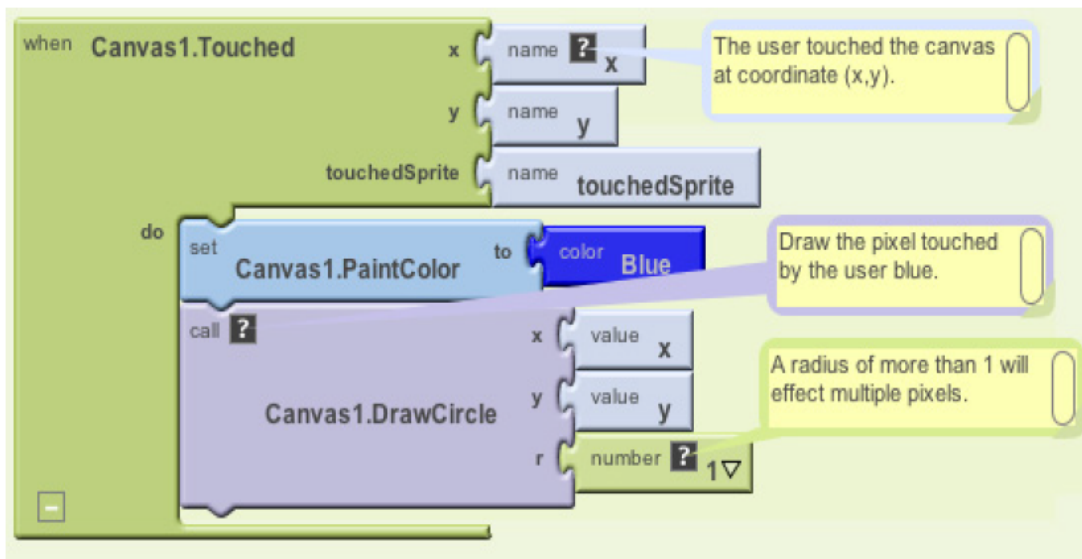 when Canvas1.Touched x name ? x
The user touched the canvas
at coordinate (x,y).
y name y
touchedSprite name touchedSprite
do
set Canvas1.PaintColor to color Blue
Draw the pixel touched
by the user blue.
call ? Canvas1.DrawCircle
x value x
y value y
r number ? 1
A radius of more than 1 will
effect multiple pixels.